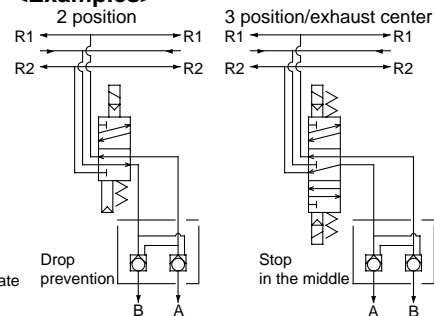 <Examples>
2 position
3 position/exhaust center
R1 R1 R1 R1
R2 R2 R2 R2
Drop
prevention
Stop
in the middle
B A A B